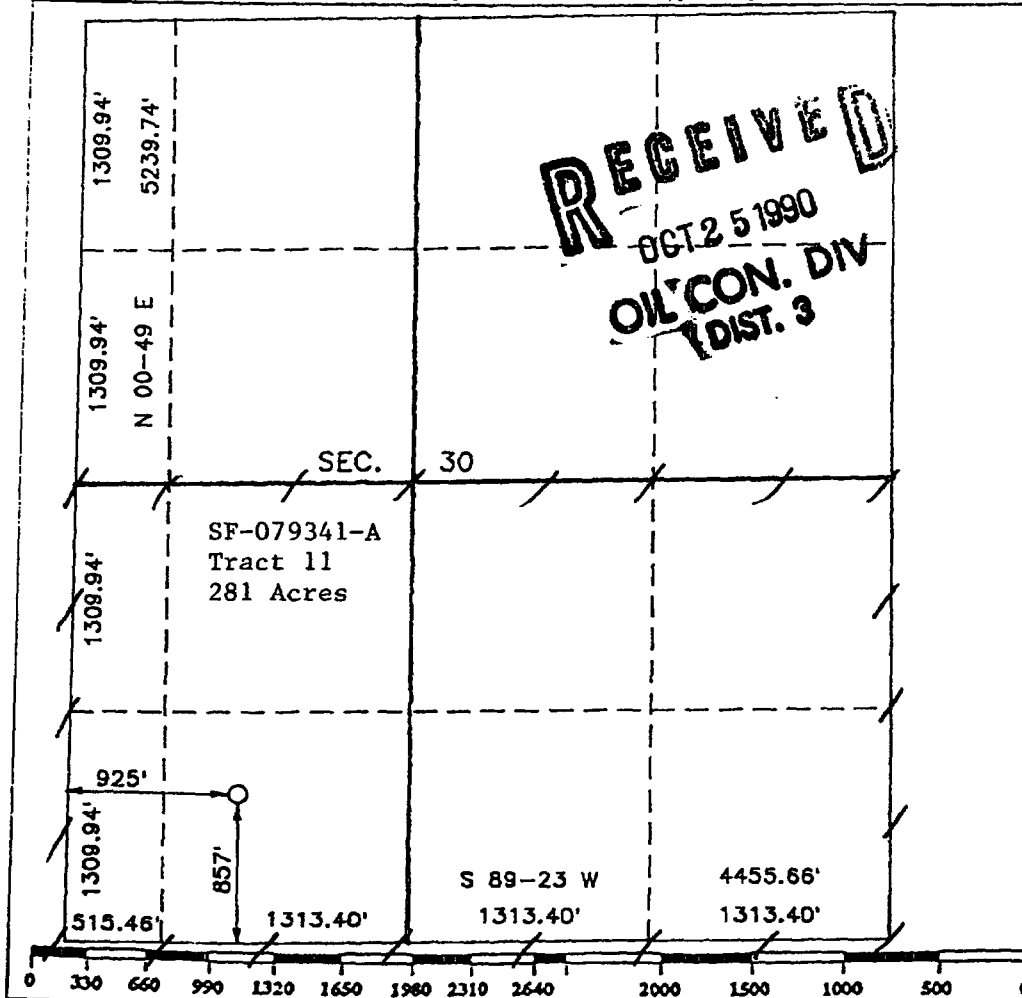 1309.94'
5239.74'
RECEIVED
OCT 25 1990
OIL CON. DIV
DIST. 3
1309.94'
N 00-49 E
SEC. 30
SF-079341-A
Tract 11
281 Acres
1309.94'
925'
1309.94'
857'
S 89-23 W 4455.66'
515.46' 1313.40' 1313.40' 1313.40'
0 330 660 990 1320 1650 1980 2310 2640 2000 1500 1000 500